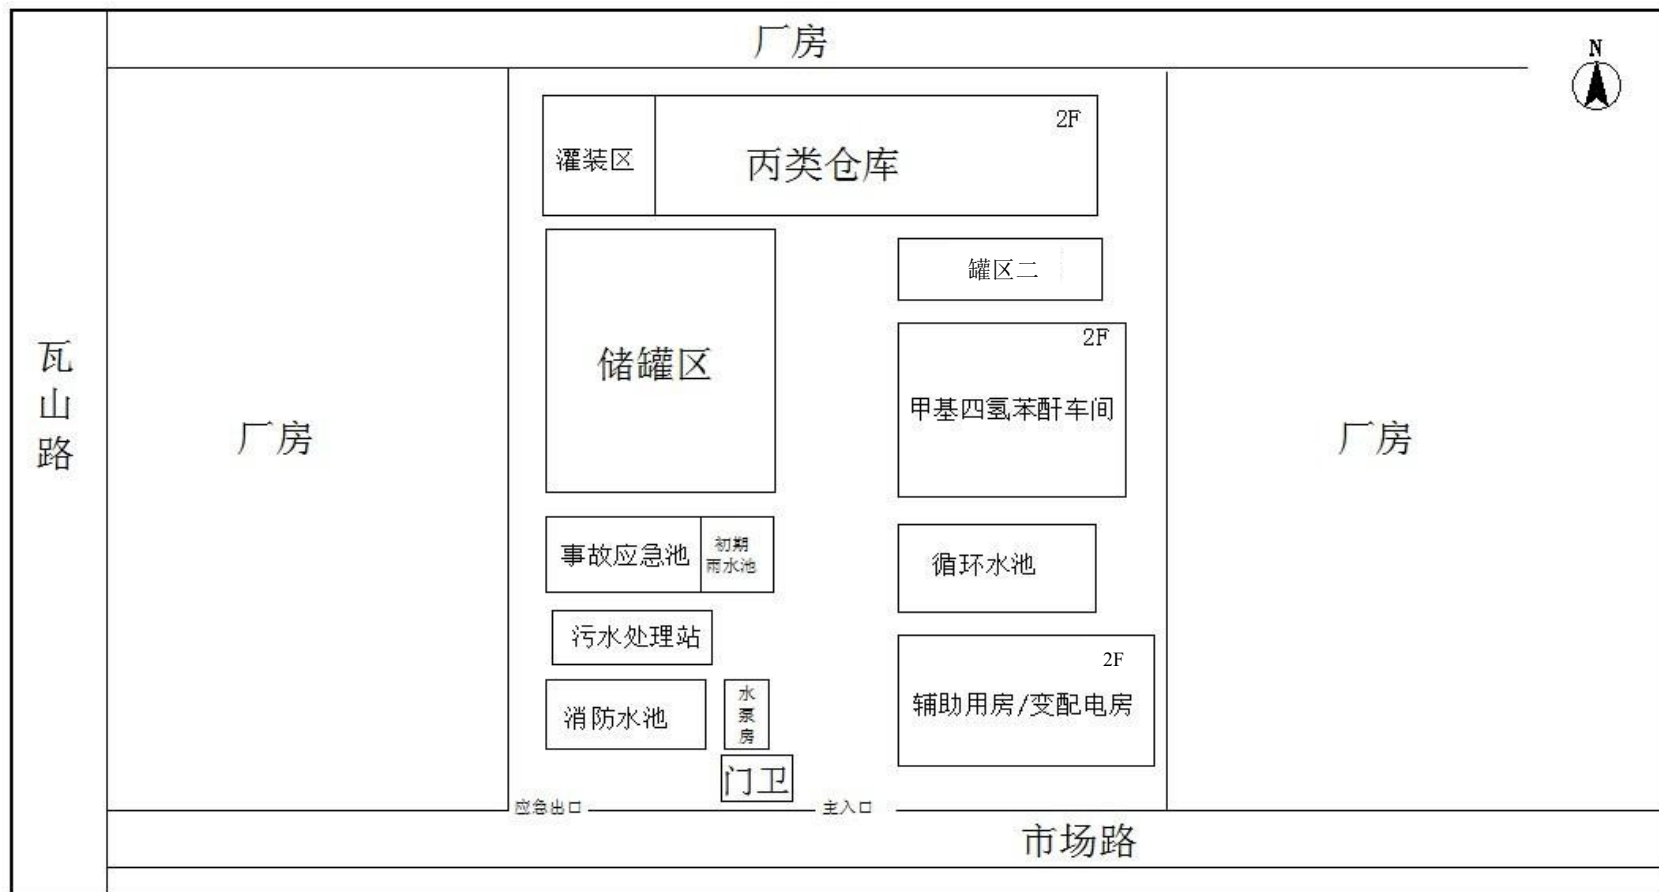 厂房
N
2F
灌装区
丙类仓库
罐区二
2F
储罐区
甲基四氢苯酐车间
瓦山路
厂房
厂房
事故应急池
初期
雨水池
循环水池
污水处理站
2F
消防水池
水泵房
辅助用房/变配电房
门卫
应急出口
主入口
市场路